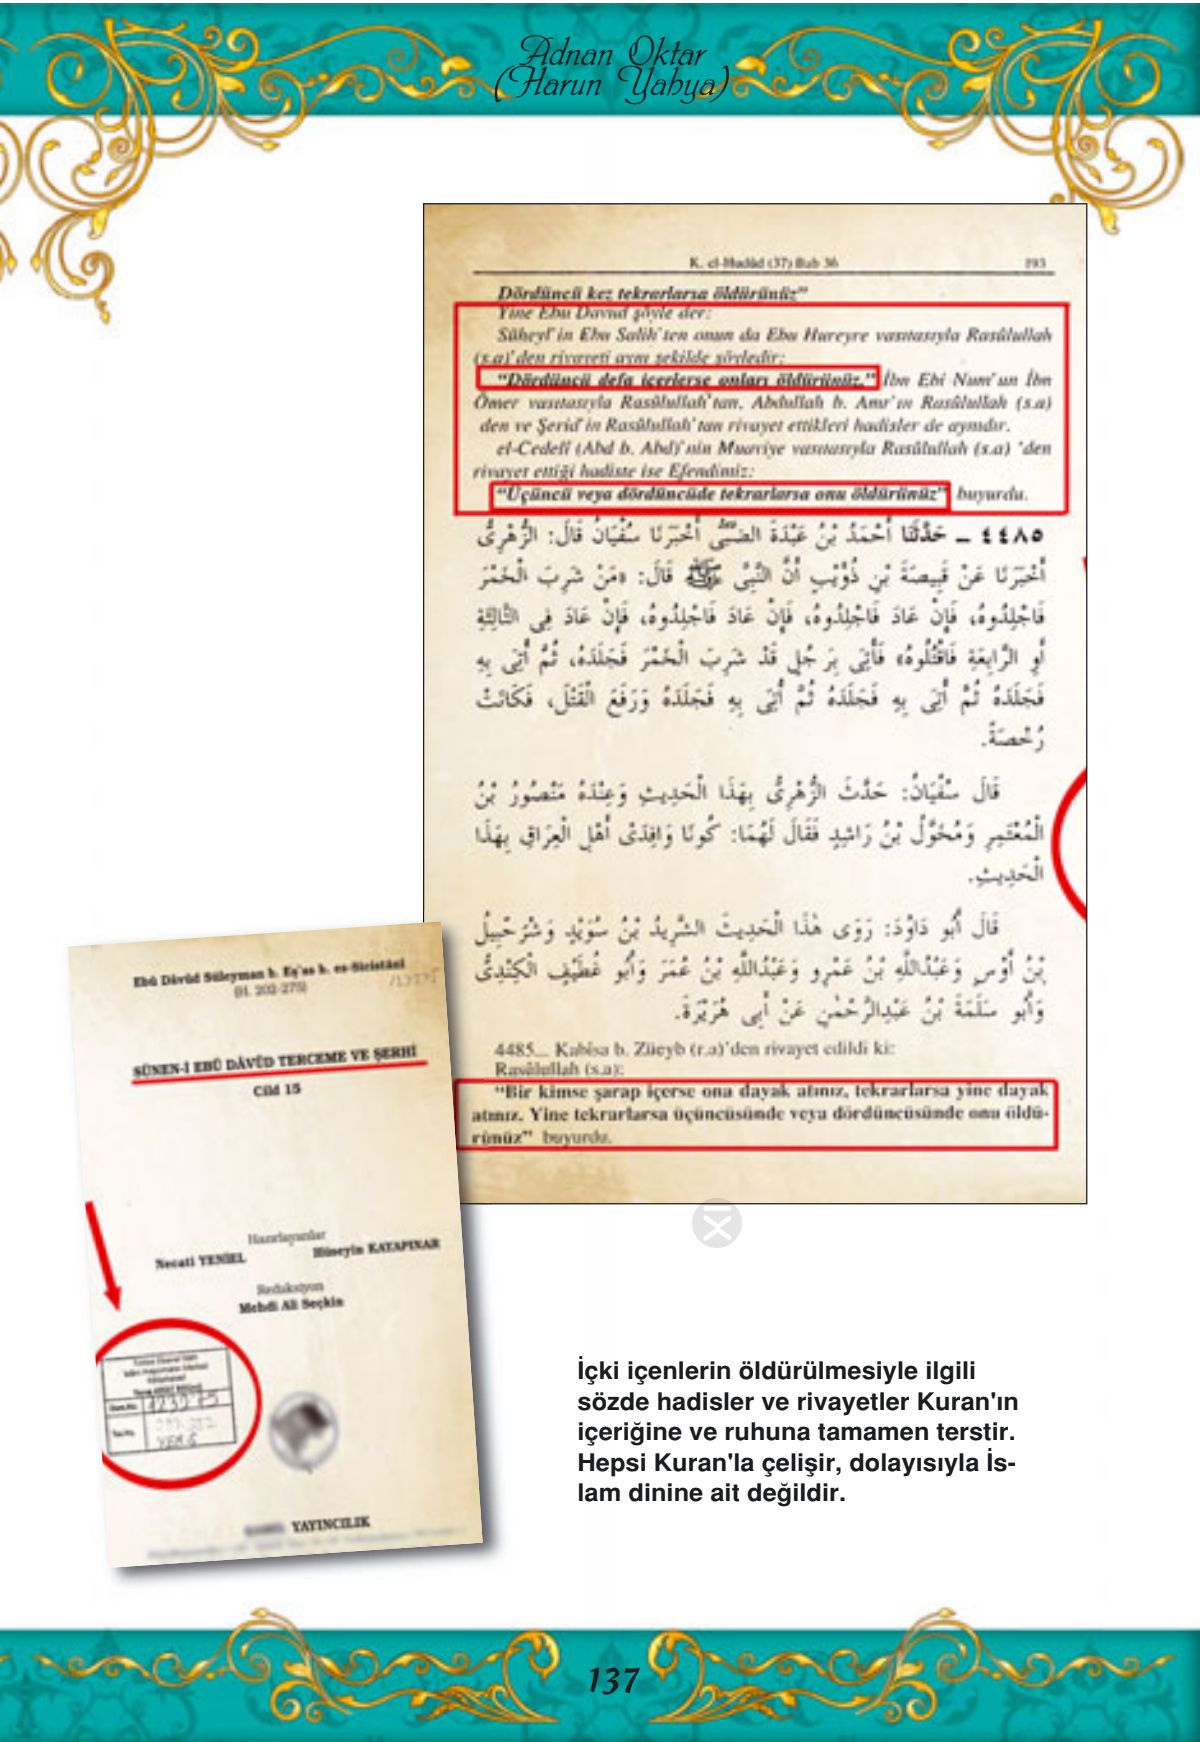 Adnan Oktar
(Harun Yahya)
K. el-Hudûd (37) Bab 36 193
Dördüncü kez tekrarlarsa öldürünüz"
Yine Ebu Davud şöyle der:
Süheyl'in Ebu Salih'ten onun da Ebu Hureyre vasıtasıyla Rasûlullah
(s.a)'den rivayeti aynı şekilde şöyledir:
"Dördüncü defa içerlerse onları öldürünüz." İbn Ebi Num'un İbn
Ömer vasıtasıyla Rasûlullah'tan, Abdullah b. Amr'ın Rasûlullah (s.a)
den ve Şerid'in Rasûlullah'tan rivayet ettikleri hadisler de aynıdır.
el-Cedelî (Abd b. Abd)'nin Muaviye vasıtasıyla Rasûlullah (s.a) 'den
rivayet ettiği hadiste ise Efendimiz:
"Üçüncü veya dördüncüde tekrarlarsa onu öldürünüz" buyurdu.
٤٤٨٥ ــ حَدَّثَنَا أَحْمَدُ بْنُ عَبْدَةَ الضَّبِّيُّ أَخْبَرَنَا سُفْيَانُ قَالَ: الزُّهْرِىُّ
أَخْبَرَنَا عَنْ قَبِيصَةَ بْنِ ذُؤَيْبٍ أَنَّ النَّبِىَّ ﷺ قَالَ: «مَنْ شَرِبَ الْخَمْرَ
فَاجْلِدُوهُ، فَإِنْ عَادَ فَاجْلِدُوهُ، فَإِنْ عَادَ فَاجْلِدُوهُ، فَإِنْ عَادَ فِى الثَّالِثَةِ
أَوِ الرَّابِعَةِ فَاقْتُلُوهُ» فَأُتِىَ بِرَجُلٍ قَدْ شَرِبَ الْخَمْرَ فَجَلَدَهُ، ثُمَّ أُتِىَ بِهِ
فَجَلَدَهُ ثُمَّ أُتِىَ بِهِ فَجَلَدَهُ ثُمَّ أُتِىَ بِهِ فَجَلَدَهُ وَرَفَعَ الْقَتْلَ، فَكَانَتْ
رُخْصَةً.
قَالَ سُفْيَانُ: حَدَّثَ الزُّهْرِىُّ بِهَذَا الْحَدِيثِ وَعِنْدَهُ مَنْصُورُ بْنُ
الْمُعْتَمِرِ وَمُخَوَّلُ بْنُ رَاشِدٍ فَقَالَ لَهُمَا: كُونَا وَافِدَىْ أَهْلِ الْعِرَاقِ بِهَذَا
الْحَدِيثِ.
قَالَ أَبُو دَاوُدَ: رَوَى هٰذَا الْحَدِيثَ الشَّرِيدُ بْنُ سُوَيْدٍ وَشُرَحْبِيلُ
بْنُ أَوْسٍ وَعَبْدُاللَّهِ بْنُ عَمْرٍو وَعَبْدُاللَّهِ بْنُ عُمَرَ وَأَبُو غُطَيْفٍ الْكِنْدِىُّ
وَأَبُو سَلَمَةَ بْنُ عَبْدِالرَّحْمٰنِ عَنْ أَبِى هُرَيْرَةَ.
4485... Kabîsa b. Züeyb (r.a)'den rivayet edildi ki:
Rasûlullah (s.a):
"Bir kimse şarap içerse ona dayak atınız, tekrarlarsa yine dayak
atınız. Yine tekrarlarsa üçüncüsünde veya dördüncüsünde onu öldü-
rünüz" buyurdu.
Ebû Dâvûd Süleyman b. Eş'as b. es-Sicistânî
(H. 202-275)
SÜNEN-İ EBÛ DÂVÛD TERCEME VE ŞERHİ
Cild 15
Hazırlayanlar
Necati YENİEL Hüseyin KAYAPINAR
Redaksiyon
Mehdi Ali Seçkin
YAYINCILIK
İçki içenlerin öldürülmesiyle ilgili
sözde hadisler ve rivayetler Kuran'ın
içeriğine ve ruhuna tamamen terstir.
Hepsi Kuran'la çelişir, dolayısıyla İs-
lam dinine ait değildir.
137